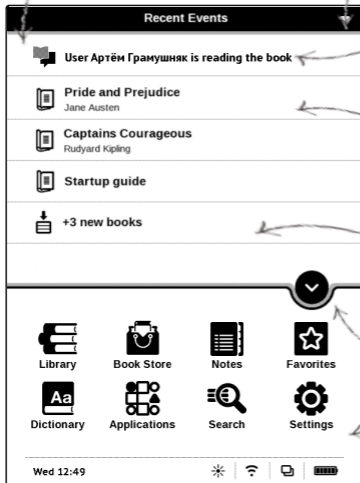 Recent Events
User Артём Грамушняк is reading the book
Pride and Prejudice
Jane Austen
Captains Courageous
Rudyard Kipling
Startup guide
+3 new books
Library Book Store Notes Favorites
Aa
Dictionary Applications Search Settings
Wed 12:49